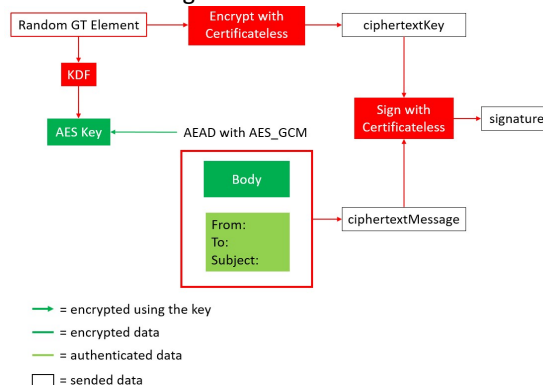 Random GT Element
Encrypt with
Certificateless
ciphertextKey
KDF
Sign with
Certificateless
signature
AES Key
AEAD with AES_GCM
Body
From:
To:
Subject:
ciphertextMessage
= encrypted using the key
= encrypted data
= authenticated data
= sended data